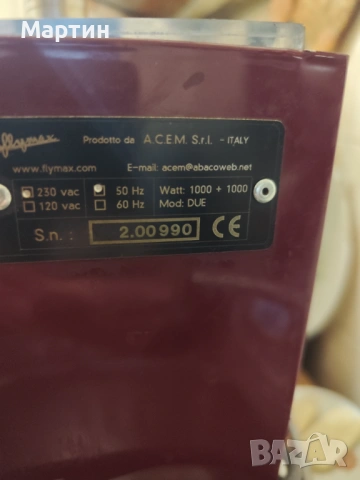 Мартин
flymax Prodotto da A.C.E.M. S.r.l. - ITALY
www.flymax.com E-mail: acem@abacoweb.net
230 vac 50 Hz Watt: 1000 + 1000
120 vac 60 Hz Mod: DUE
S.n.: 2.00990 CE
BAZAR